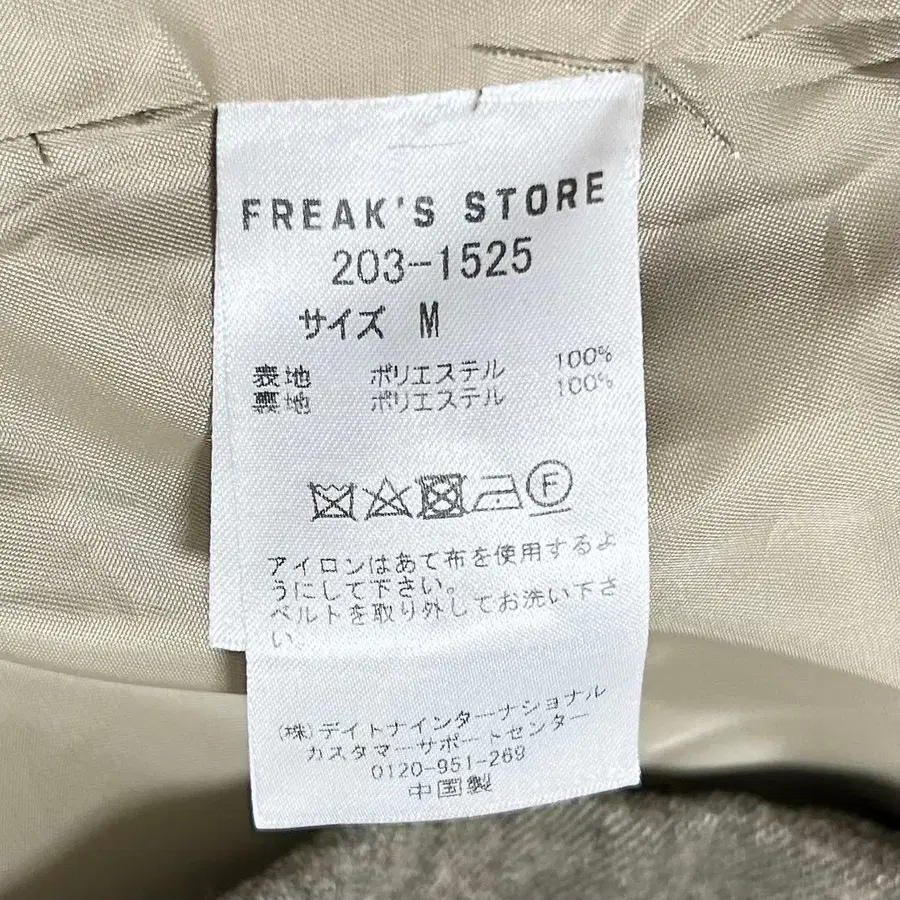 FREAK'S STORE
203-1525
サイズ M
表地 ポリエステル 100%
裏地 ポリエステル 100%
F
アイロンはあて布を使用するよ
うにして下さい。
ベルトを取り外してお洗い下さ
い。
(株)デイトナインターナショナル
カスタマーサポートセンター
0120-951-269
中国製